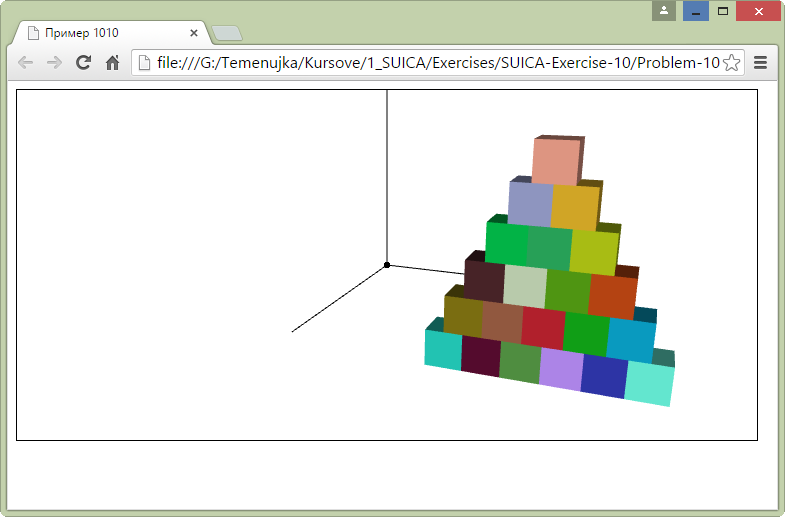 Пример 1010
file:///G:/Temenujka/Kursove/1_SUICA/Exercises/SUICA-Exercise-10/Problem-10